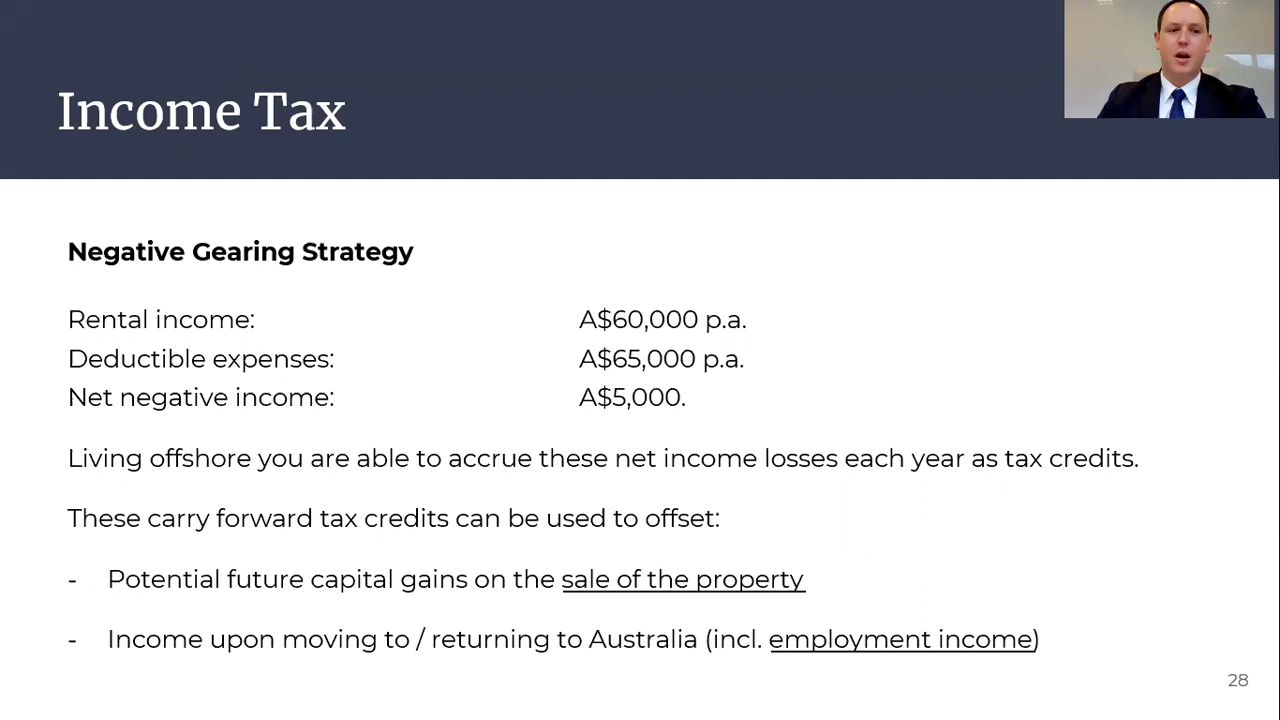 Income Tax
Negative Gearing Strategy
Rental income: A$60,000 p.a.
Deductible expenses: A$65,000 p.a.
Net negative income: A$5,000.
Living offshore you are able to accrue these net income losses each year as tax credits.
These carry forward tax credits can be used to offset:
- Potential future capital gains on the sale of the property
- Income upon moving to / returning to Australia (incl. employment income)
28